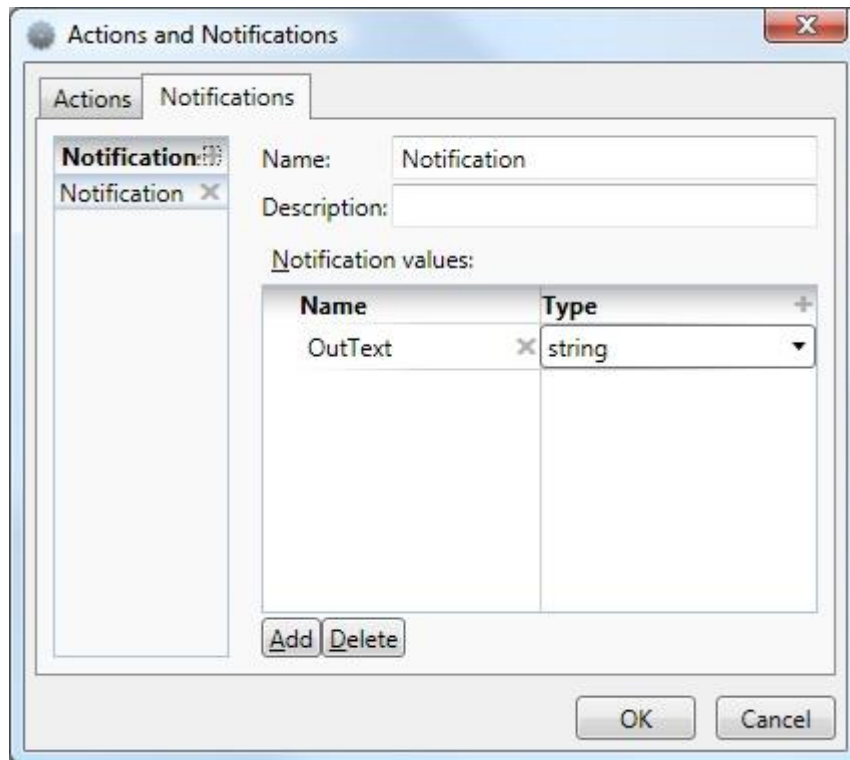 Actions and Notifications
Actions Notifications
Notification
Notification
Name: Notification
Description:
Notification values:
Name Type
OutText string
Add Delete
OK Cancel